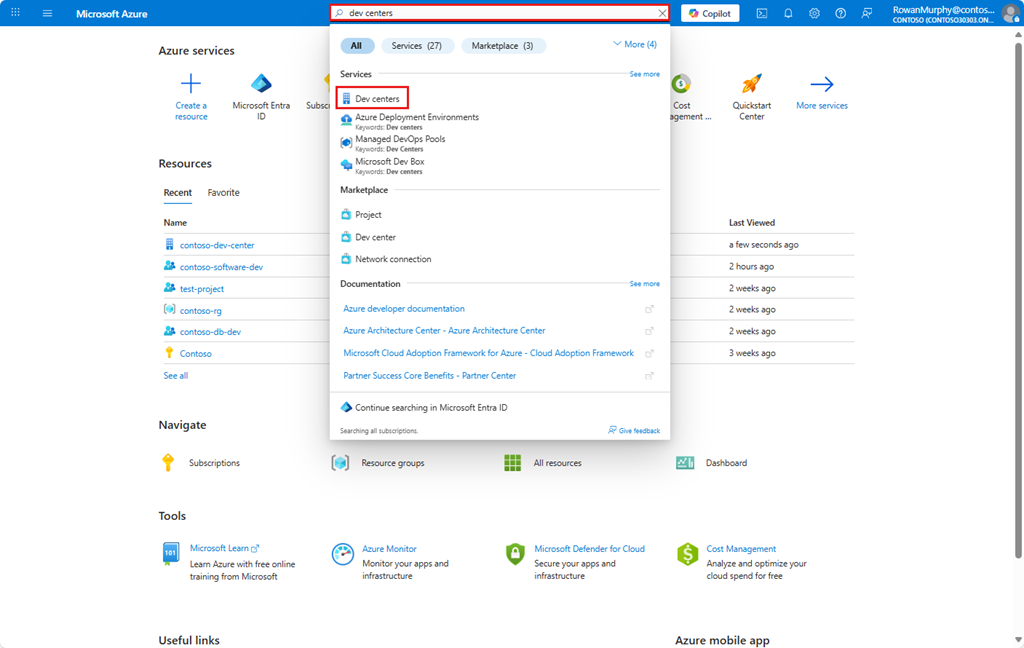 Microsoft Azure
dev centers
Copilot
RowanMurphy@contos...
CONTOSO (CONTOSO30303.ON...
All
Services (27)
Marketplace (3)
More (4)
Services
See more
Dev centers
Azure Deployment Environments
Keywords: Dev centers
Managed DevOps Pools
Keywords: Dev Centers
Microsoft Dev Box
Keywords: Dev centers
Marketplace
Project
Dev center
Network connection
Documentation
See more
Azure developer documentation
Azure Architecture Center - Azure Architecture Center
Microsoft Cloud Adoption Framework for Azure - Cloud Adoption Framework
Partner Success Core Benefits - Partner Center
Continue searching in Microsoft Entra ID
Searching all subscriptions.
Give feedback
Azure services
Create a
resource
Microsoft Entra
ID
Subsc
Cost
agement ...
Quickstart
Center
More services
Resources
Recent
Favorite
Name
Last Viewed
contoso-dev-center
a few seconds ago
contoso-software-dev
2 hours ago
test-project
2 weeks ago
contoso-rg
2 weeks ago
contoso-db-dev
2 weeks ago
Contoso
3 weeks ago
See all
Navigate
Subscriptions
Resource groups
All resources
Dashboard
Tools
101
Microsoft Learn
Learn Azure with free online
training from Microsoft
Azure Monitor
Monitor your apps and
infrastructure
Microsoft Defender for Cloud
Secure your apps and
infrastructure
Cost Management
Analyze and optimize your
cloud spend for free
Useful links
Azure mobile app